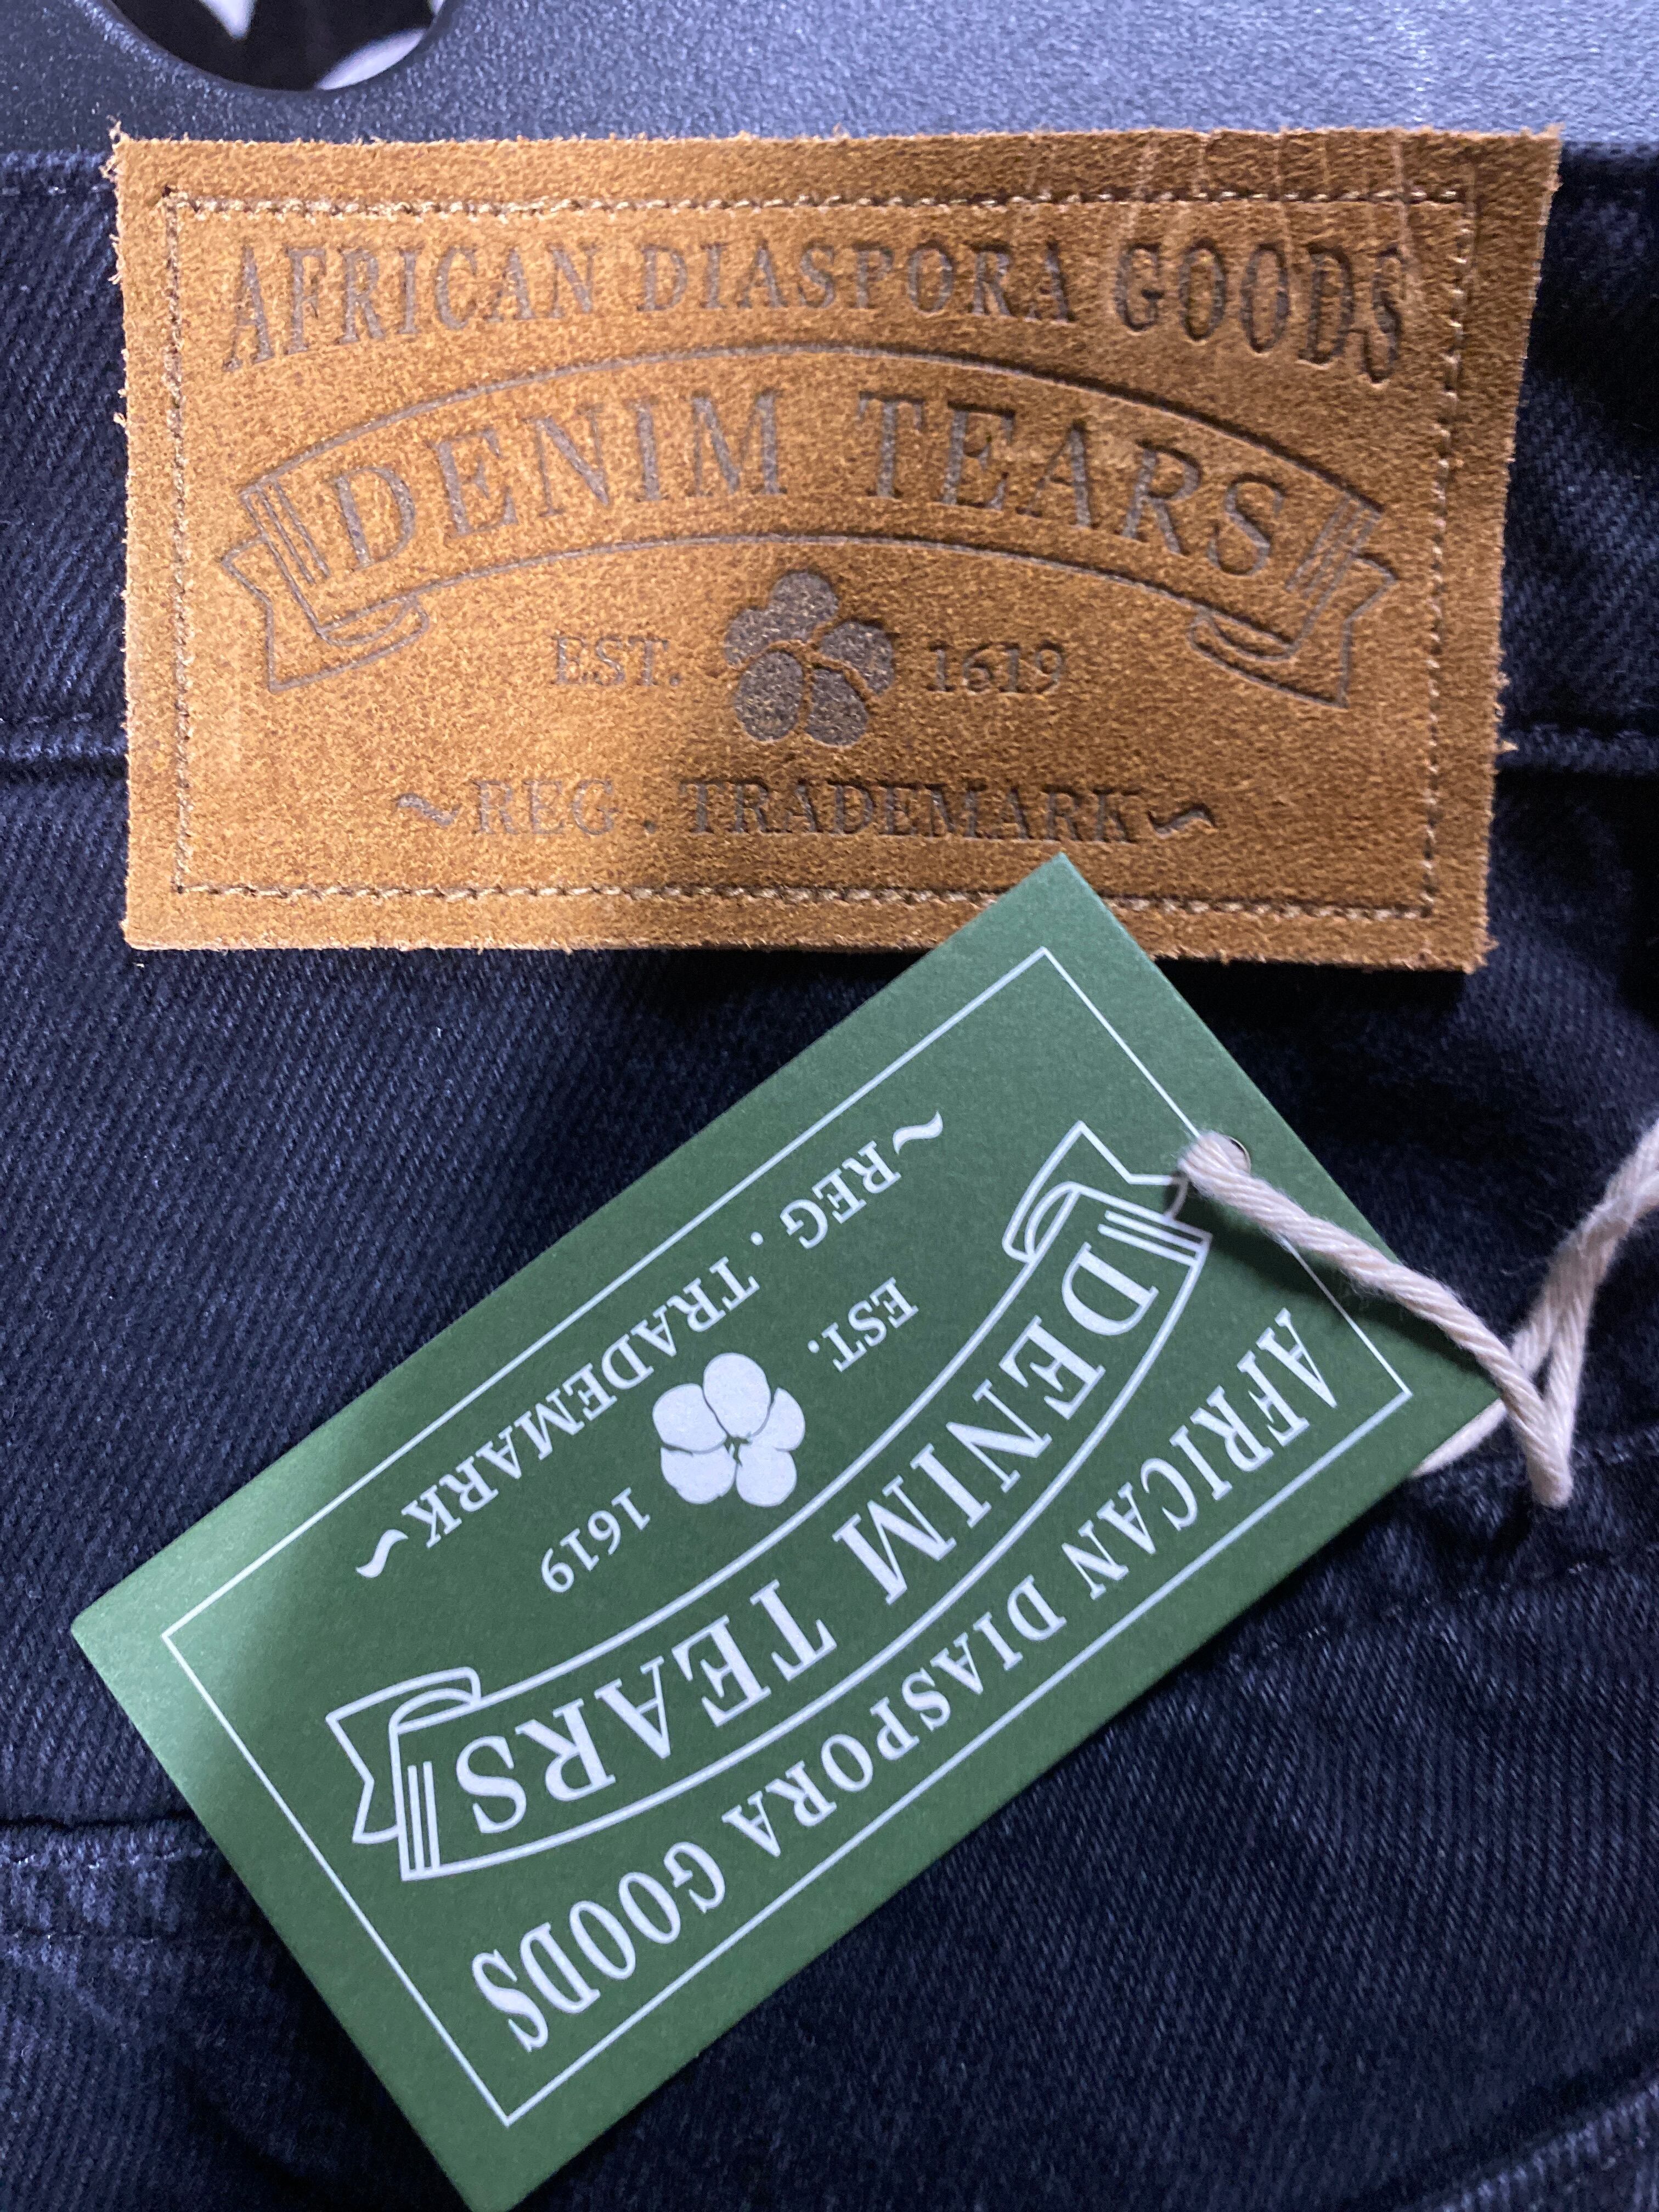 AFRICAN DIASPORA GOODS
DENIM TEARS
EST. 1619
~REG . TRADEMARK~
AFRICAN DIASPORA GOODS
DENIM TEARS
EST. 1619
~REG . TRADEMARK~